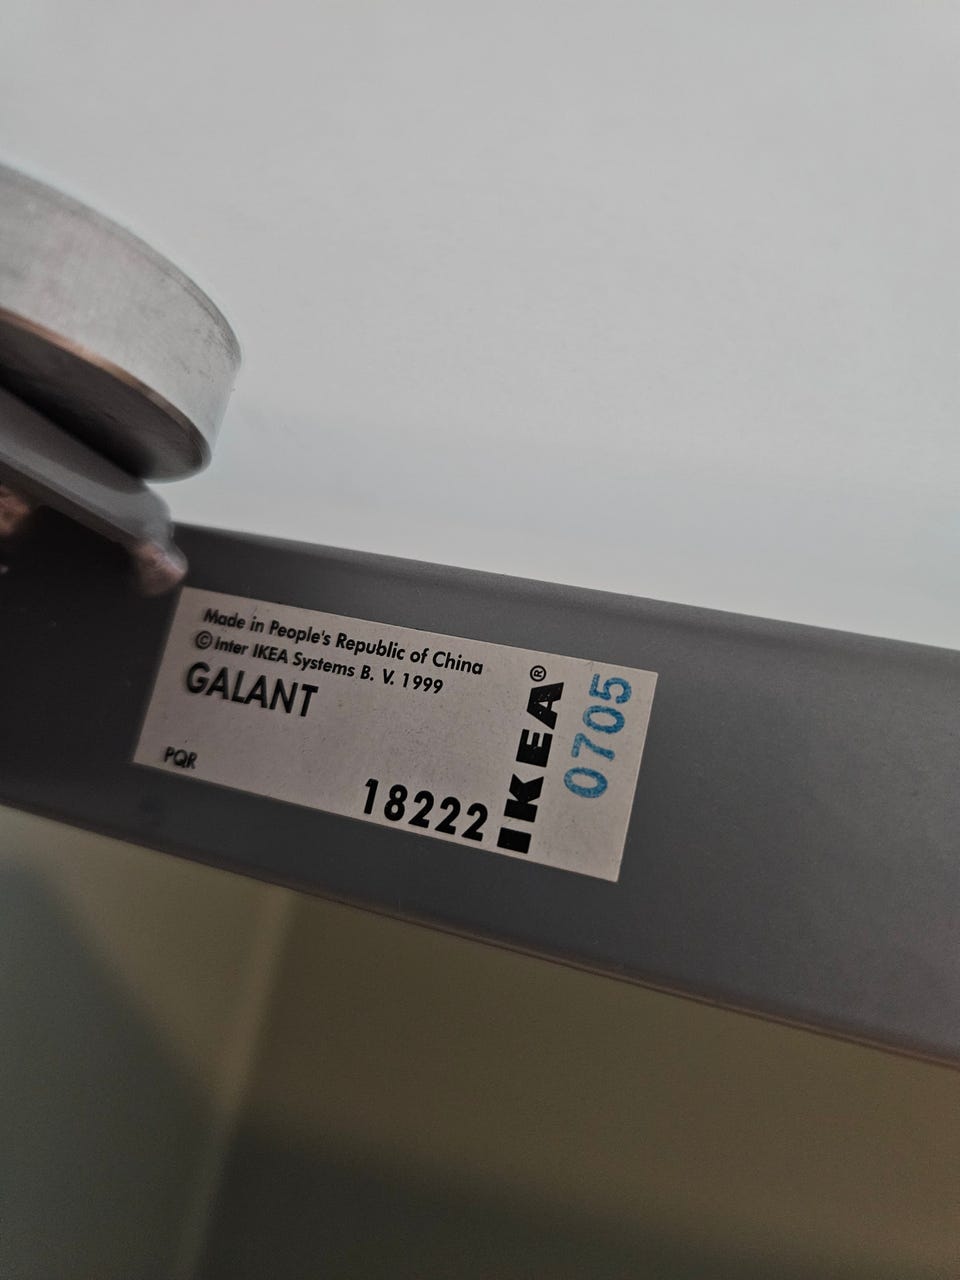 Made in People's Republic of China
© Inter IKEA Systems B. V. 1999
GALANT
PQR
18222
IKEA®
0705